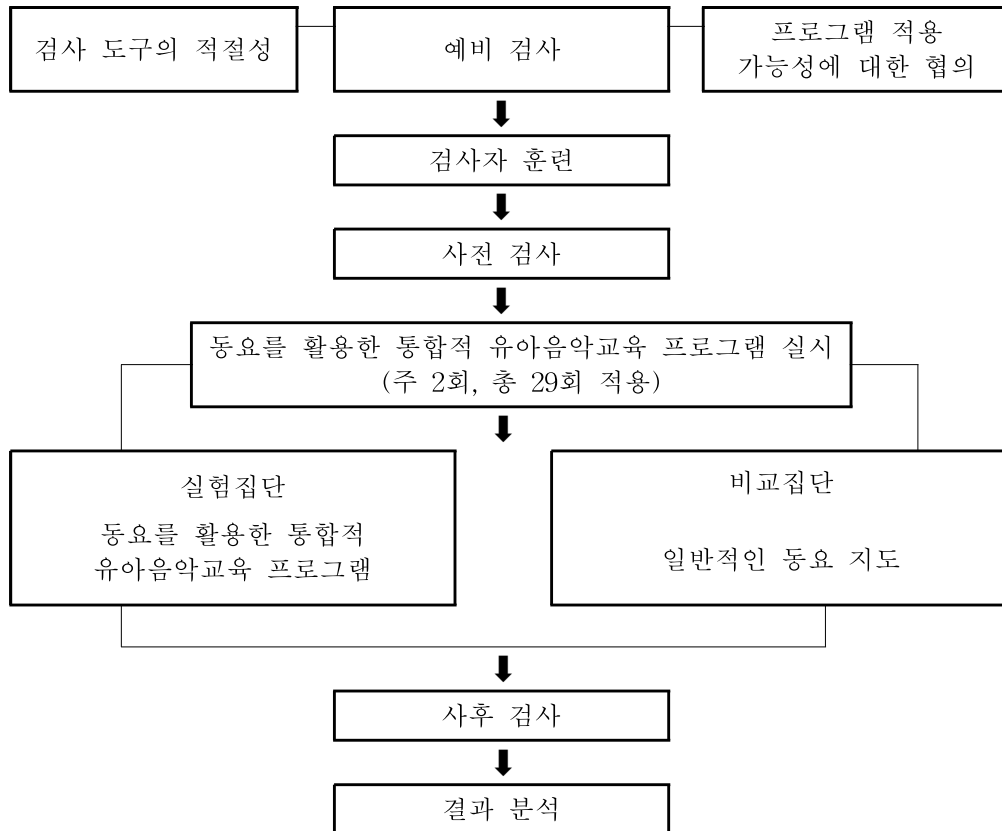 검사 도구의 적절성
예비 검사
프로그램 적용
가능성에 대한 협의
검사자 훈련
사전 검사
동요를 활용한 통합적 유아음악교육 프로그램 실시
(주 2회, 총 29회 적용)
실험집단
동요를 활용한 통합적
유아음악교육 프로그램
비교집단
일반적인 동요 지도
사후 검사
결과 분석